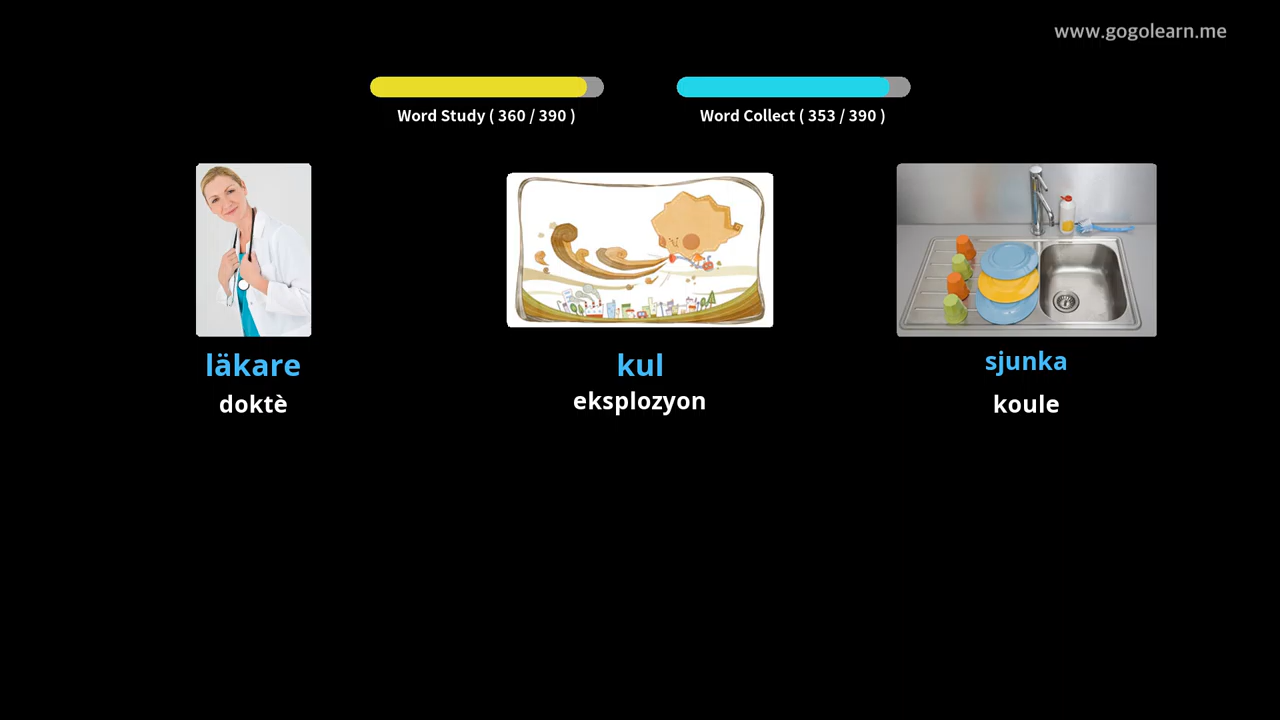 www.gogolearn.me
Word Study ( 360 / 390 )
Word Collect ( 353 / 390 )
läkare
doktè
kul
eksplozyon
sjunka
koule